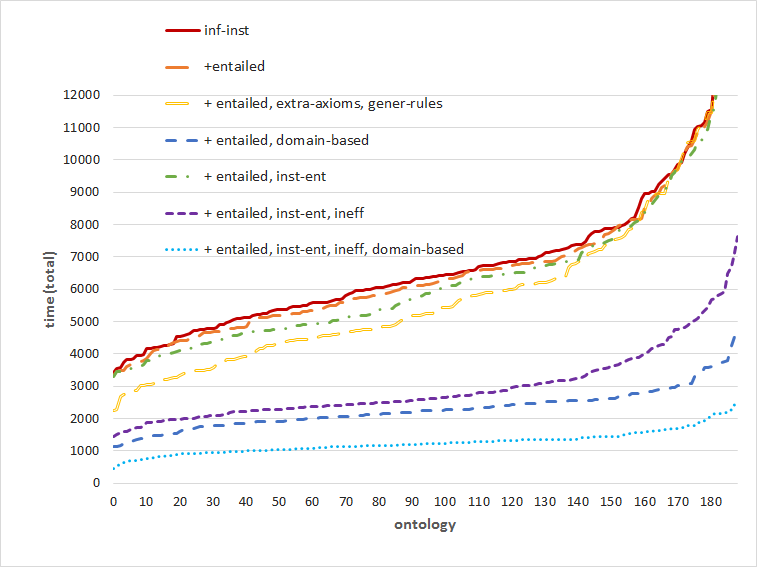 inf-inst
+entailed
+ entailed, extra-axioms, gener-rules
+ entailed, domain-based
+ entailed, inst-ent
+ entailed, inst-ent, ineff
+ entailed, inst-ent, ineff, domain-based
time (total)
12000
11000
10000
9000
8000
7000
6000
5000
4000
3000
2000
1000
0
0 10 20 30 40 50 60 70 80 90 100 110 120 130 140 150 160 170 180
ontology